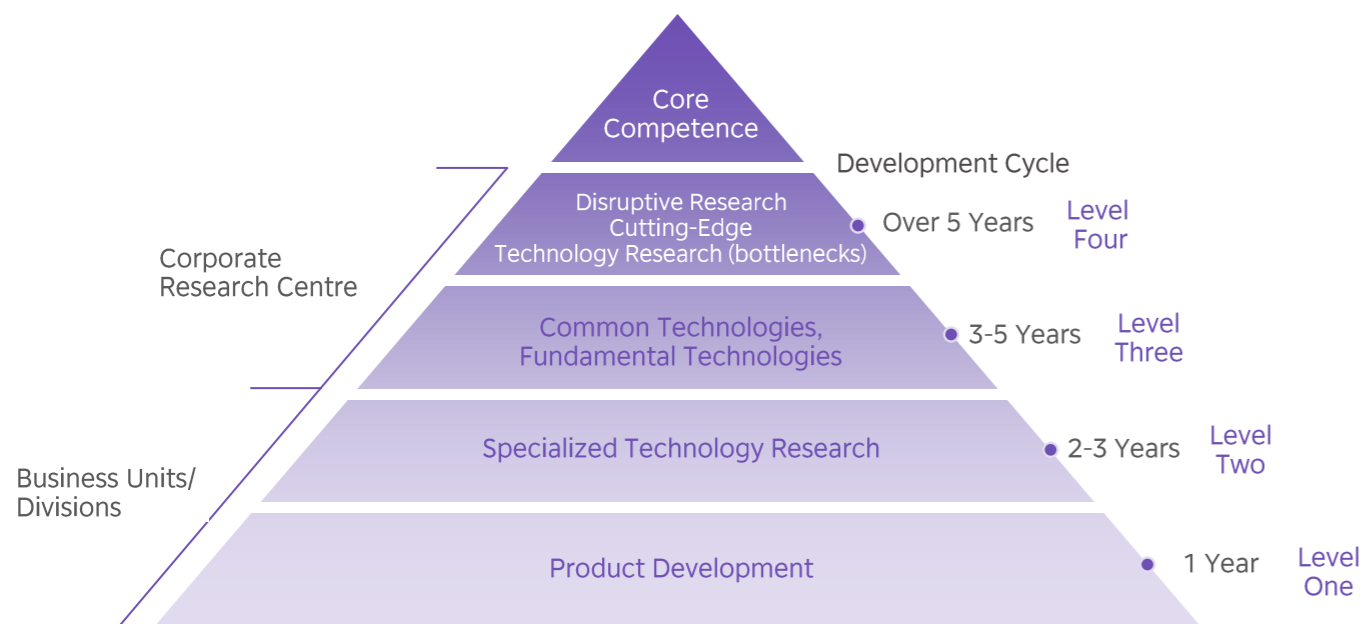 Core
Competence
Development Cycle
Disruptive Research
Cutting-Edge
Technology Research (bottlenecks)
Over 5 Years
Level
Four
Corporate
Research Centre
Common Technologies,
Fundamental Technologies
3-5 Years
Level
Three
Specialized Technology Research
2-3 Years
Level
Two
Business Units/
Divisions
Product Development
1 Year
Level
One